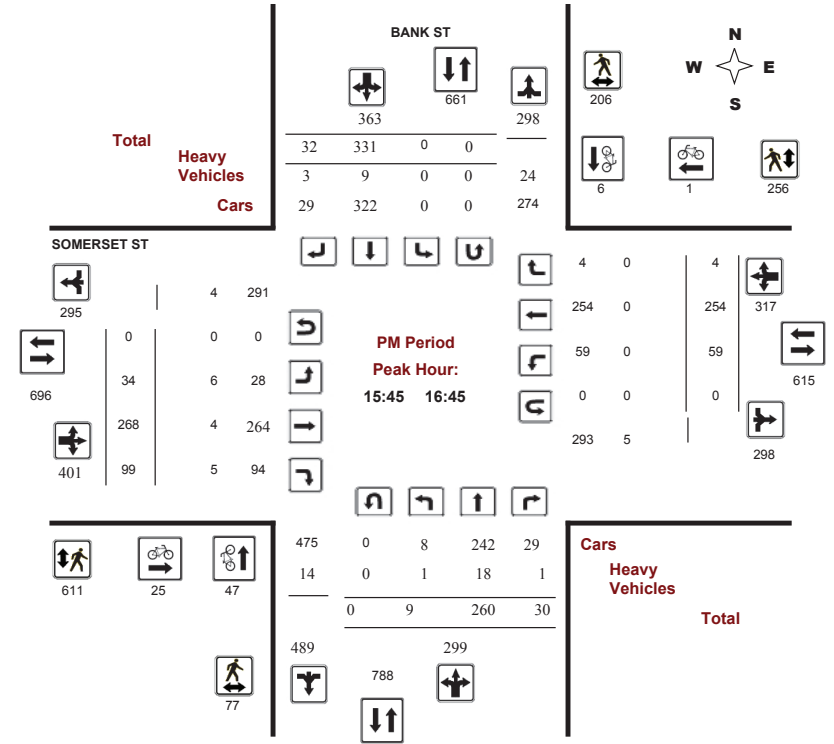 BANK ST
N
W E
S
661
206
363 298
Total 32 331 0 0
Heavy
Vehicles 3 9 0 0 24
Cars 29 322 0 0 274
6 1 256
SOMERSET ST
295 4 291
4 0 4
317
254 0 254
0 0 0
696 34 6 28
PM Period
Peak Hour:
15:45 16:45
59 0 59
615
0 0 0
268 4 264
401 99 5 94
293 5
298
611 25 47
475 0 8 242 29 Cars
14 0 1 18 1 Heavy
Vehicles
0 9 260 30 Total
489 299
788
77